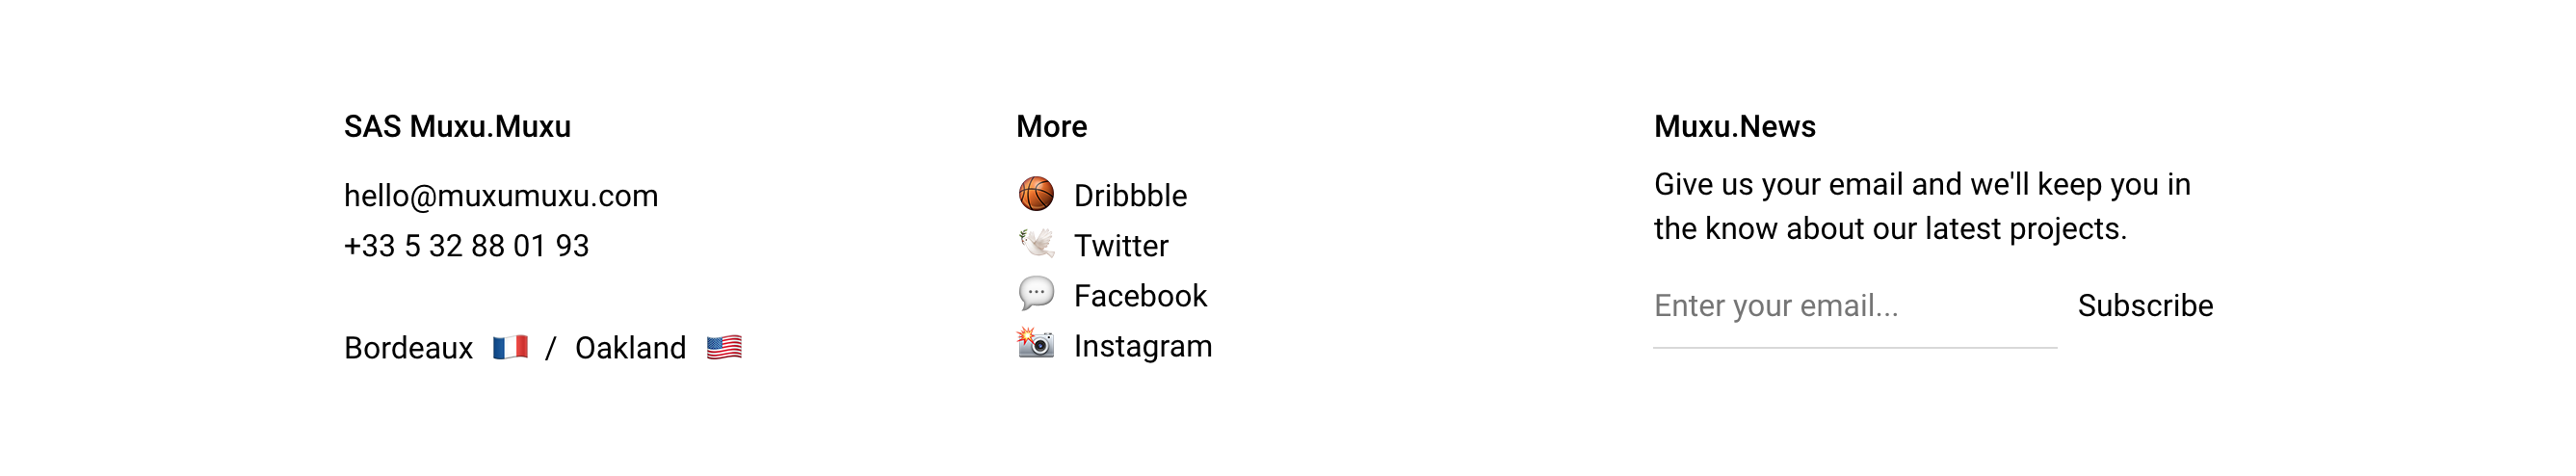 SAS Muxu.Muxu
hello@muxumuxu.com
+33 5 32 88 01 93
Bordeaux 🇫🇷 / Oakland 🇺🇸
More
🏀 Dribbble
🕊 Twitter
💬 Facebook
📸 Instagram
Muxu.News
Give us your email and we'll keep you in
the know about our latest projects.
Enter your email... Subscribe